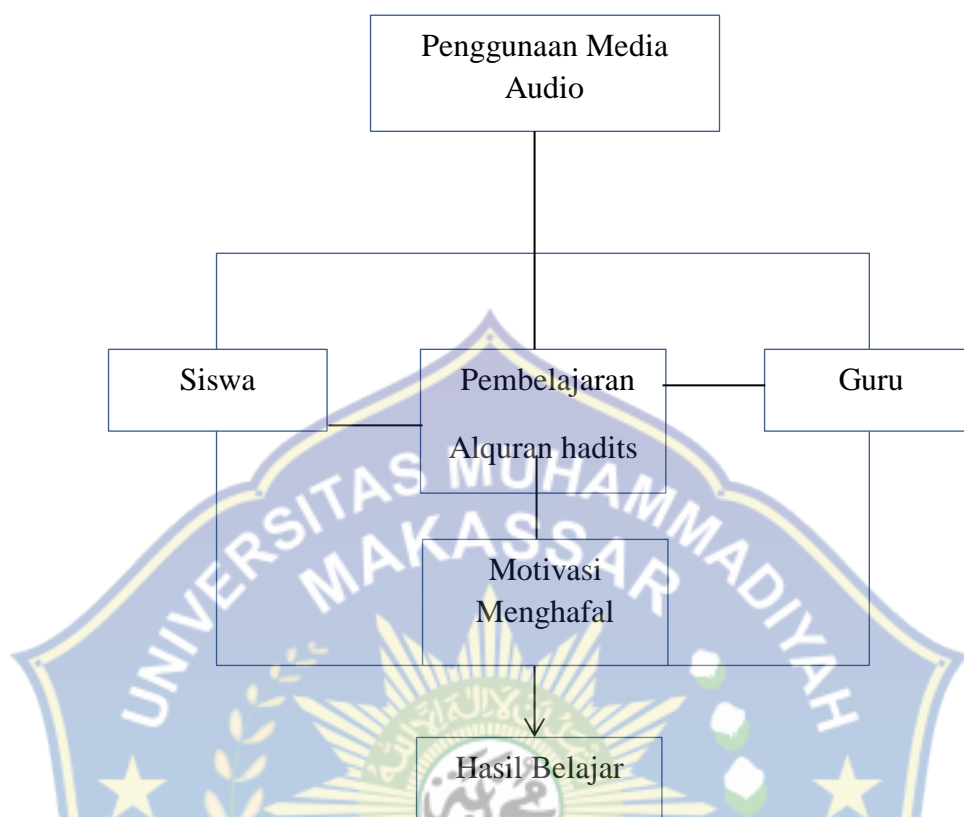 Penggunaan Media
Audio
Siswa
Pembelajaran
Guru
Alquran hadits
UNIVERSITAS MUHAMMADIYAH
MAKASSAR
Motivasi
Menghafal
Hasil Belajar